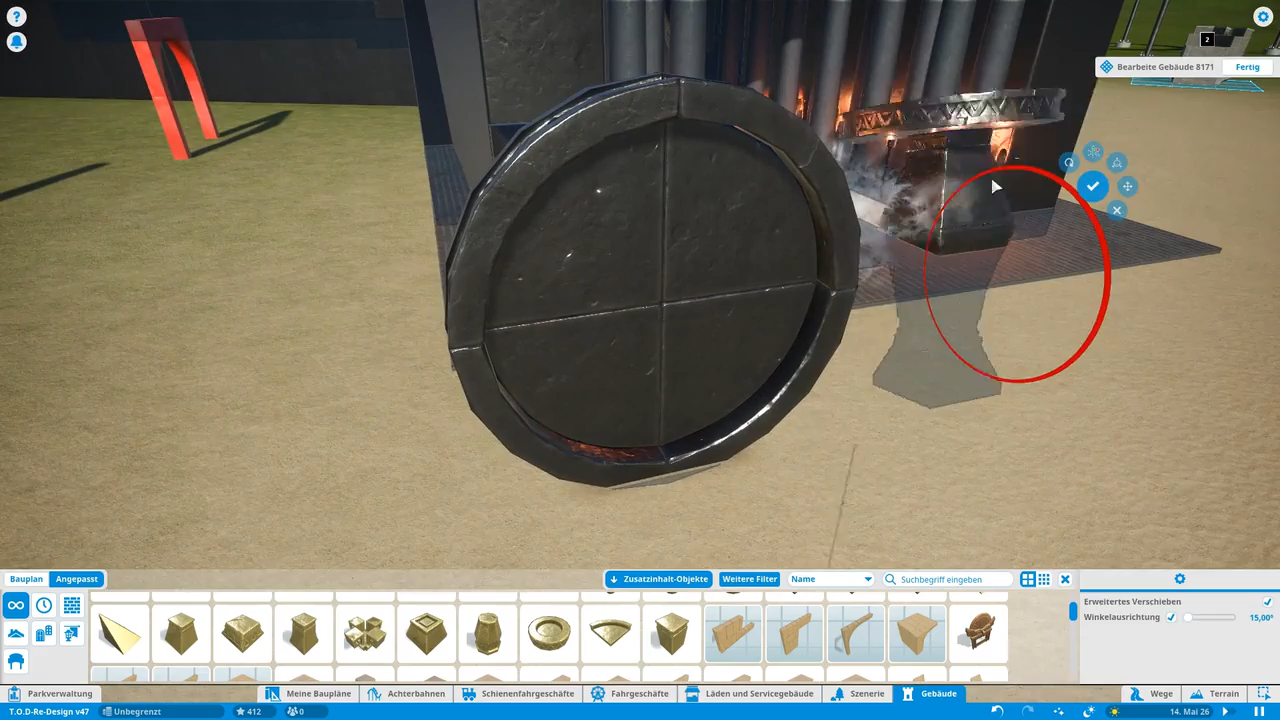 ?
2
Bearbeite Gebäude 8171
Fertig
Bauplan
Angepasst
Zusatzinhalt-Objekte
Weitere Filter
Name
Suchbegriff eingeben
Erweitertes Verschieben
Winkelausrichtung
15,00°
Parkverwaltung
Meine Baupläne
Achterbahnen
Schienenfahrgeschäfte
Fahrgeschäfte
Läden und Servicegebäude
Szenerie
Gebäude
Wege
Terrain
T.O.D-Re-Design v47
Unbegrenzt
412
0
14. Mai 26